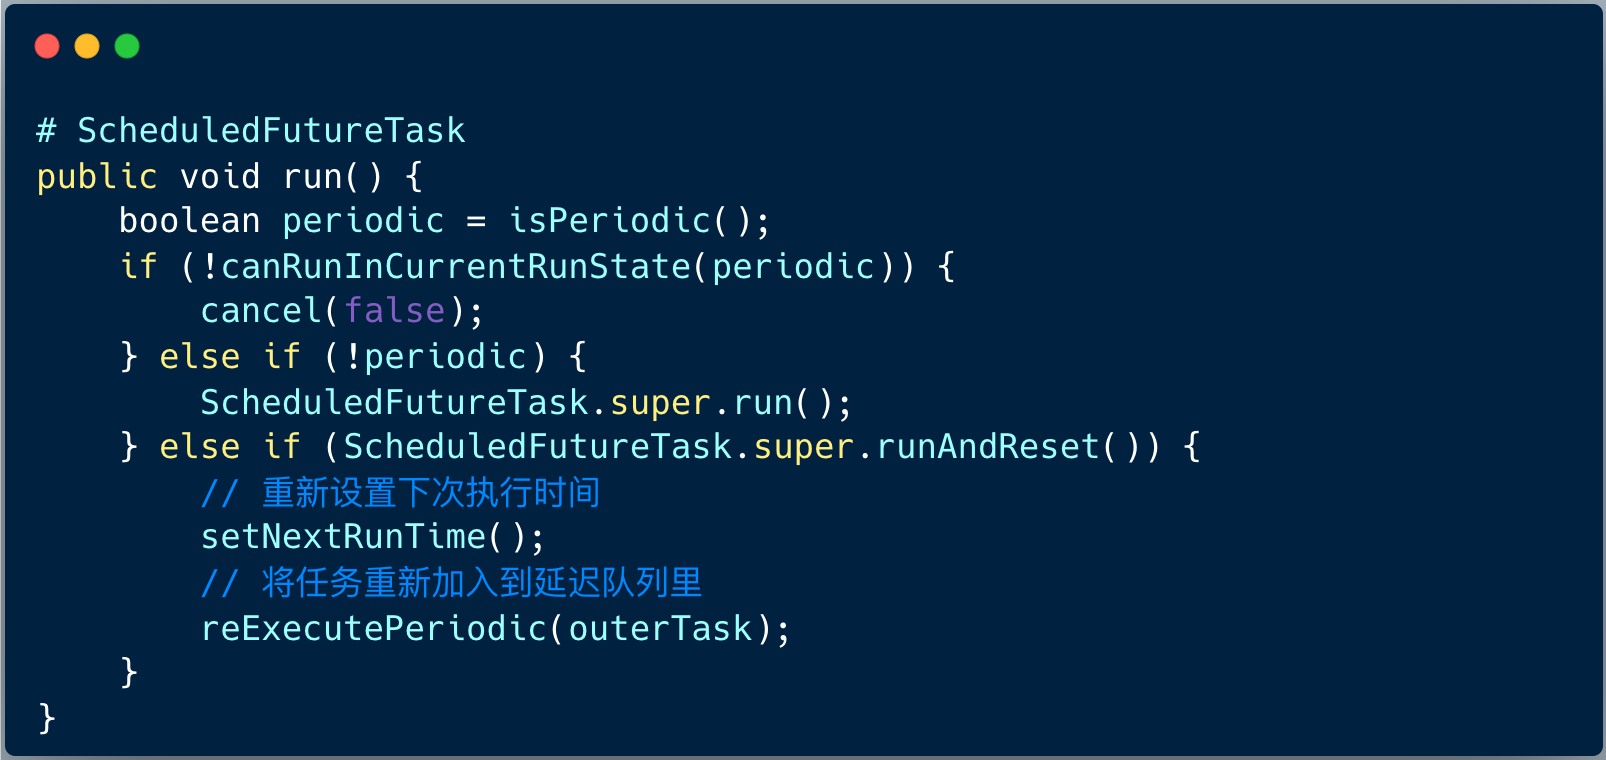 # ScheduledFutureTask
public void run() {
    boolean periodic = isPeriodic();
    if (!canRunInCurrentRunState(periodic)) {
        cancel(false);
    } else if (!periodic) {
        ScheduledFutureTask.super.run();
    } else if (ScheduledFutureTask.super.runAndReset()) {
        // 重新设置下次执行时间
        setNextRunTime();
        // 将任务重新加入到延迟队列里
        reExecutePeriodic(outerTask);
    }
}